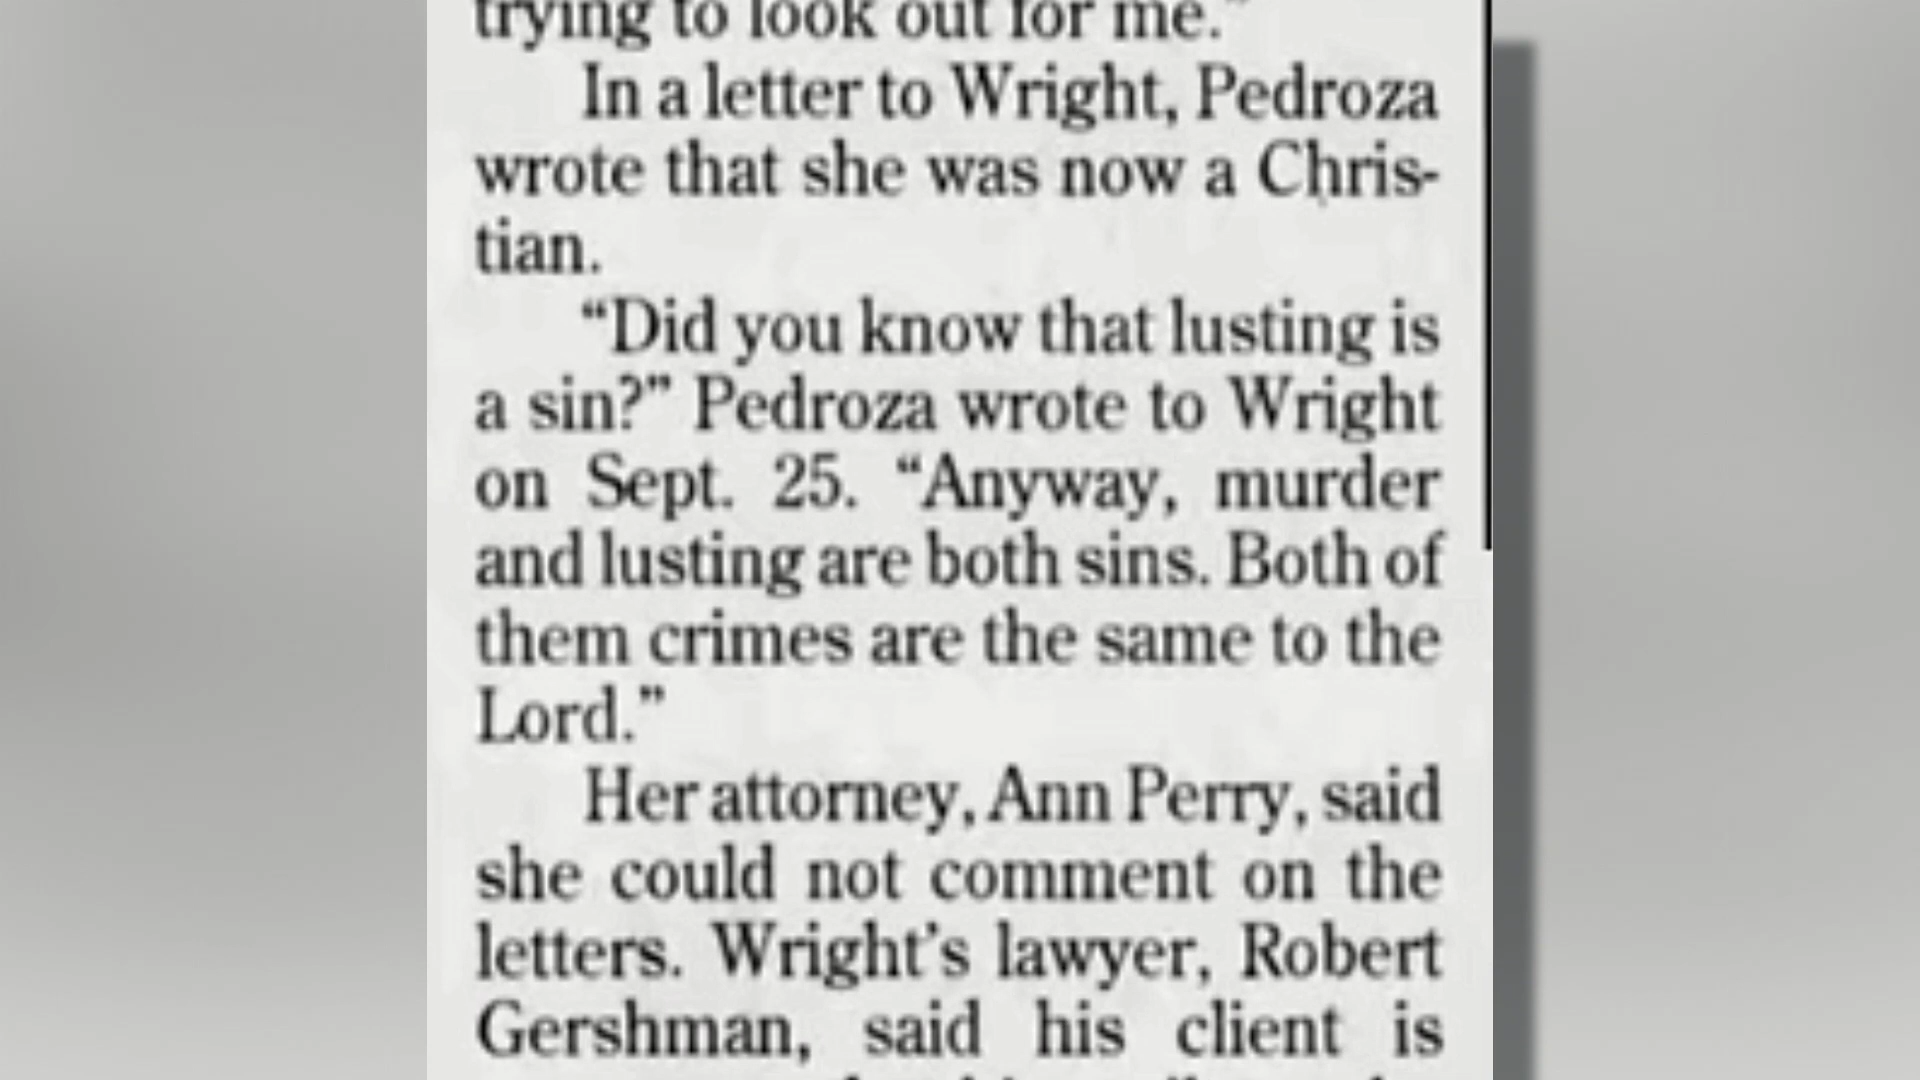 trying to look out for me.”
In a letter to Wright, Pedroza
wrote that she was now a Chris-
tian.
“Did you know that lusting is
a sin?” Pedroza wrote to Wright
on Sept. 25. “Anyway, murder
and lusting are both sins. Both of
them crimes are the same to the
Lord.”
Her attorney, Ann Perry, said
she could not comment on the
letters. Wright’s lawyer, Robert
Gershman, said his client is